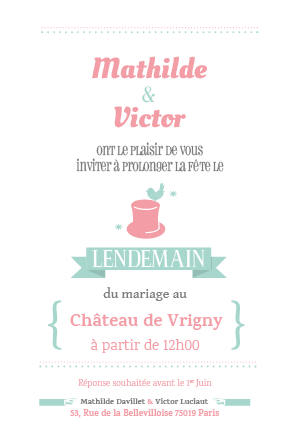 Mathilde
&
Victor
ont le plaisir de vous
inviter à prolonger la fête le
LENDEMAIN
du mariage au
Château de Vrigny
à partir de 12h00
Réponse souhaitée avant le 1er Juin
Mathilde Davillet & Victor Luciaut
53, Rue de la Bellevilloise 75019 Paris